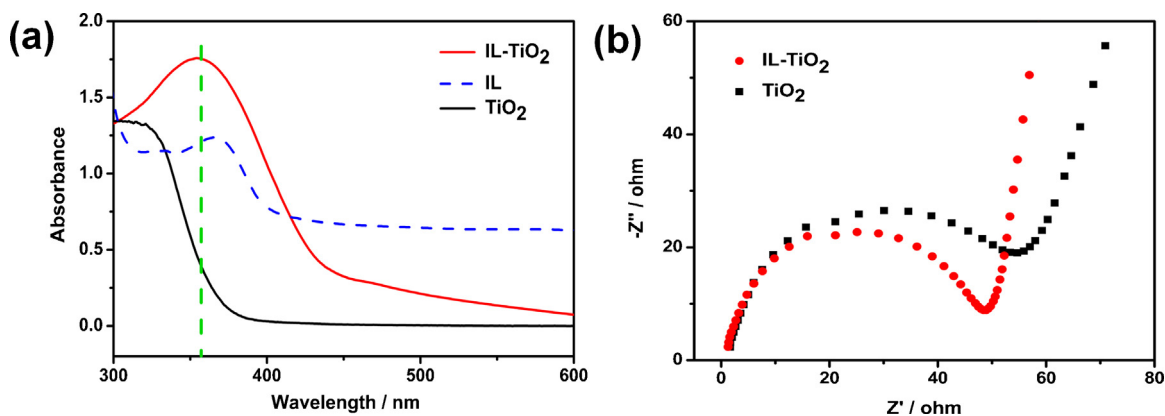 (a)
2.0
1.5
1.0
0.5
0.0
Absorbance
300 400 500 600
Wavelength / nm
IL-TiO2
IL
TiO2
(b)
60
40
20
0
-Z'' / ohm
0 20 40 60 80
Z' / ohm
IL-TiO2
TiO2